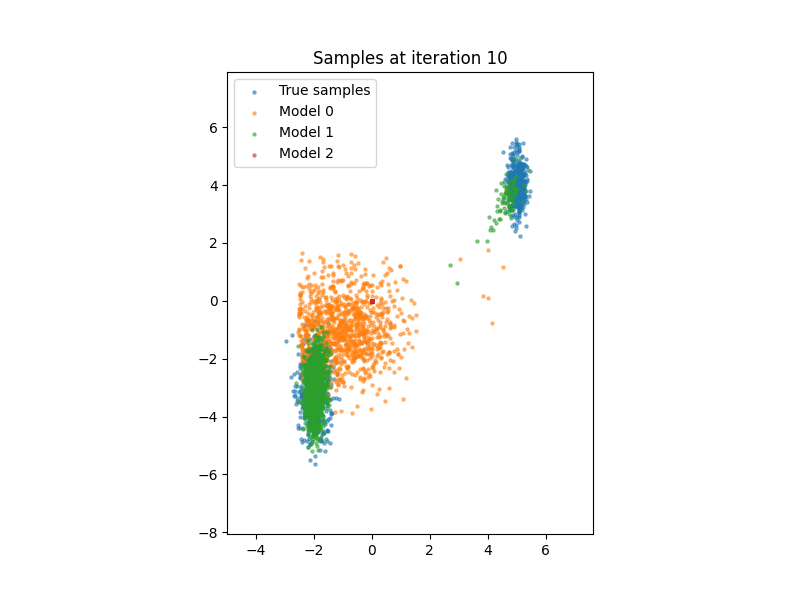 Samples at iteration 10
True samples
Model 0
Model 1
Model 2
6
4
2
0
−2
−4
−6
−8
−4 −2 0 2 4 6